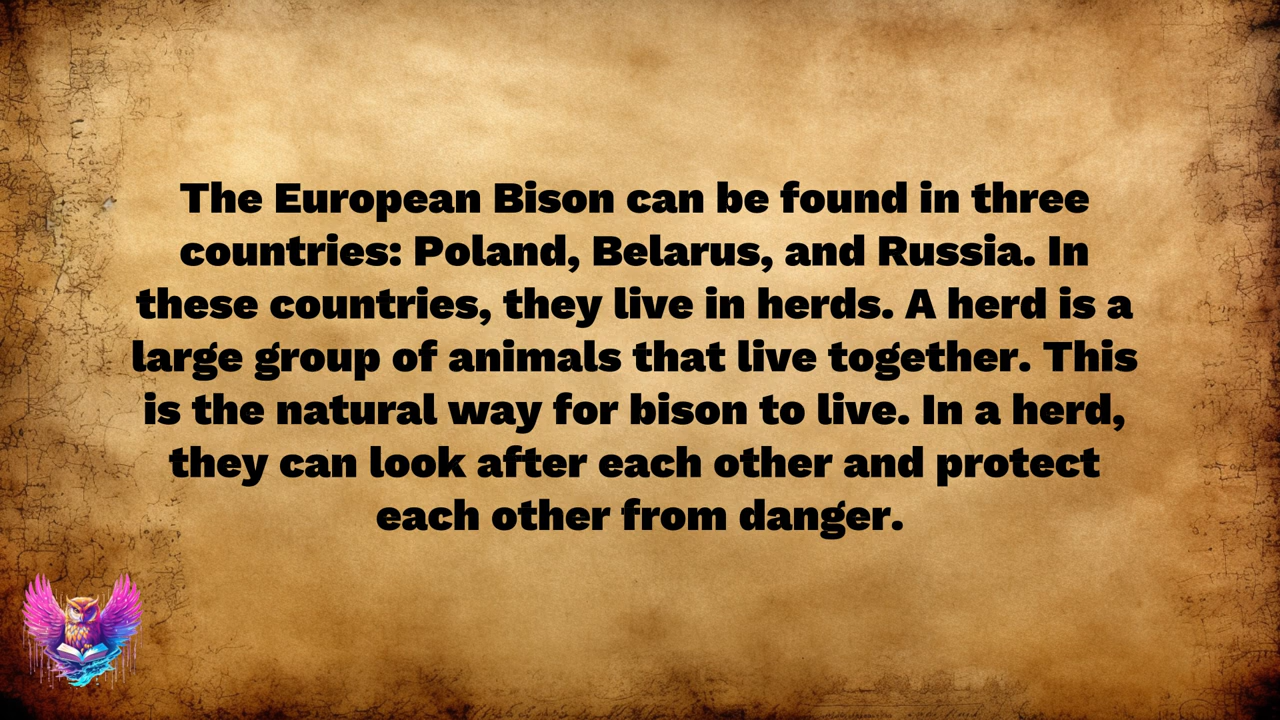 The European Bison can be found in three
countries: Poland, Belarus, and Russia. In
these countries, they live in herds. A herd is a
large group of animals that live together. This
is the natural way for bison to live. In a herd,
they can look after each other and protect
each other from danger.